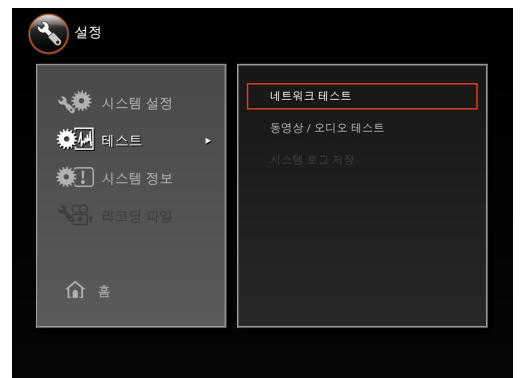 설정
시스템 설정
테스트
시스템 정보
리코딩 파일
홈
네트워크 테스트
동영상 / 오디오 테스트
시스템 로그 저장